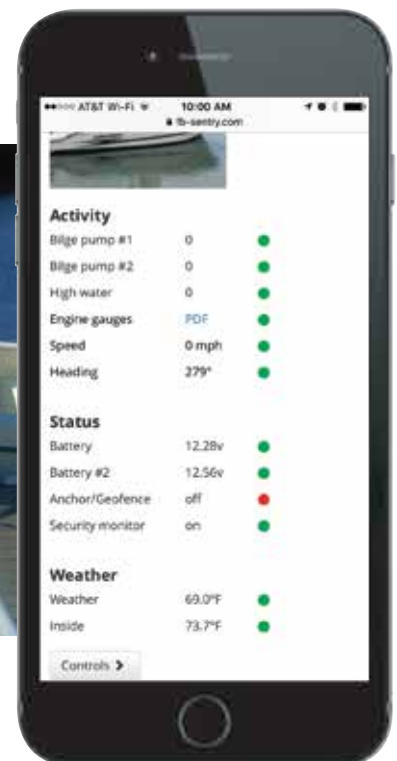 AT&T Wi-Fi 10:00 AM
fb-sentry.com
Activity
Bilge pump #1 0
Bilge pump #2 0
High water 0
Engine gauges PDF
Speed 0 mph
Heading 279°
Status
Battery 12.28v
Battery #2 12.56v
Anchor/Geofence off
Security monitor on
Weather
Weather 69.0°F
Inside 73.7°F
Controls